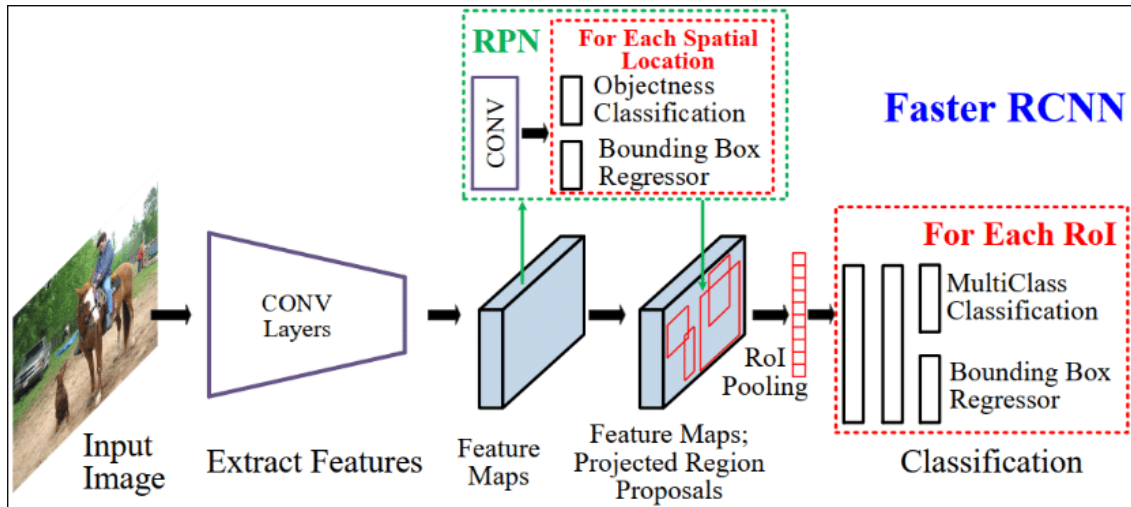 RPN
For Each Spatial
Location
CONV
Objectness
Classification
Bounding Box
Regressor
Faster RCNN
For Each RoI
MultiClass
Classification
Bounding Box
Regressor
CONV
Layers
RoI
Pooling
Input
Image
Extract Features
Feature
Maps
Feature Maps;
Projected Region
Proposals
Classification